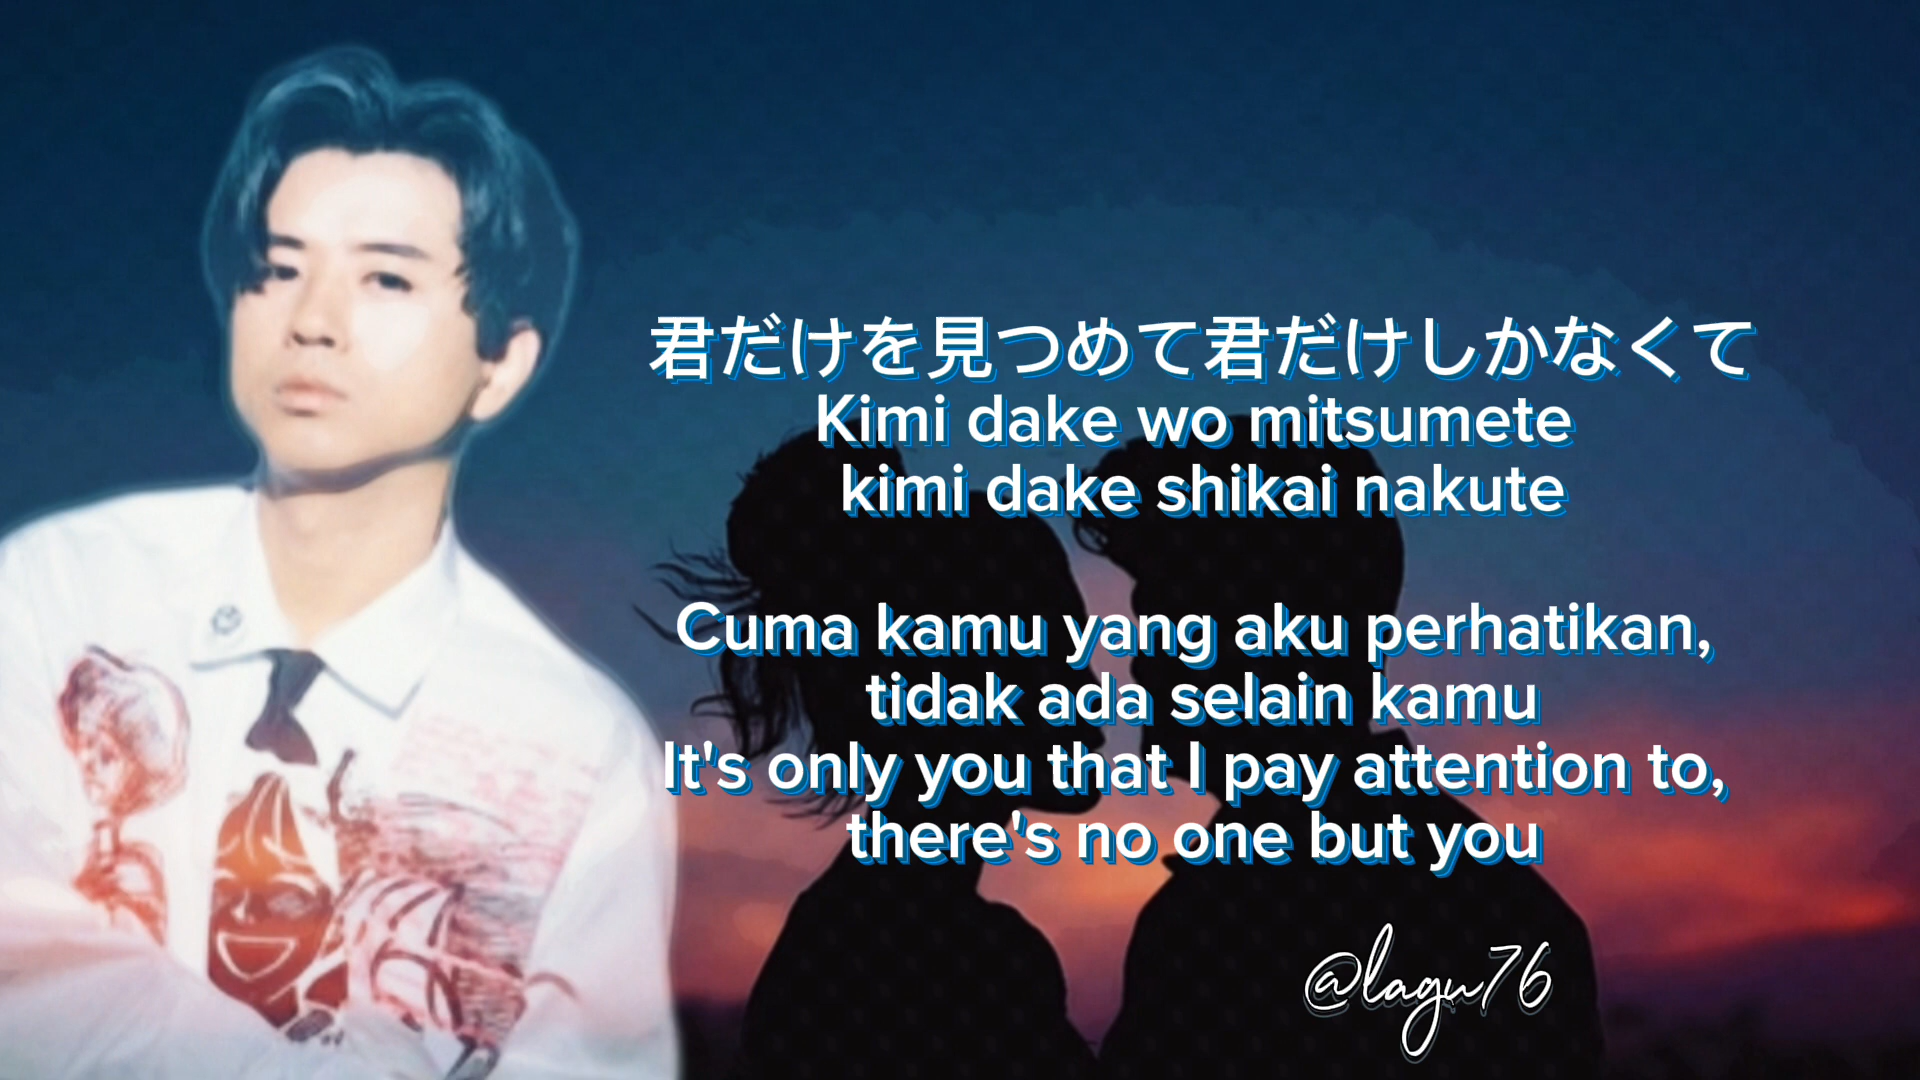 君だけを見つめて君だけしかなくて
Kimi dake wo mitsumete
kimi dake shikai nakute
Cuma kamu yang aku perhatikan,
tidak ada selain kamu
It's only you that I pay attention to,
there's no one but you
@lagu76